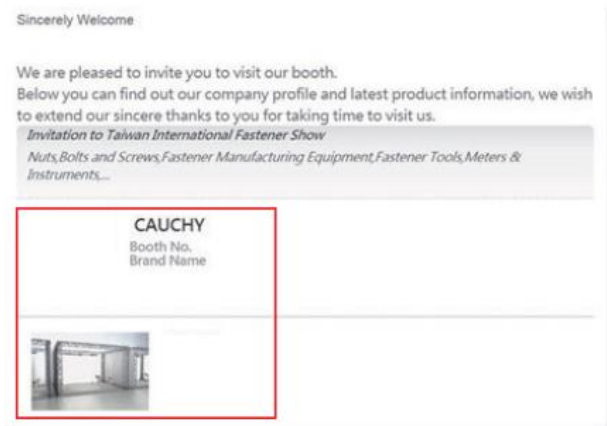 Sincerely Welcome
We are pleased to invite you to visit our booth.
Below you can find out our company profile and latest product information, we wish
to extend our sincere thanks to you for taking time to visit us.
Invitation to Taiwan International Fastener Show
Nuts,Bolts and Screws,Fastener Manufacturing Equipment,Fastener Tools,Meters &
Instruments,...
CAUCHY
Booth No.
Brand Name